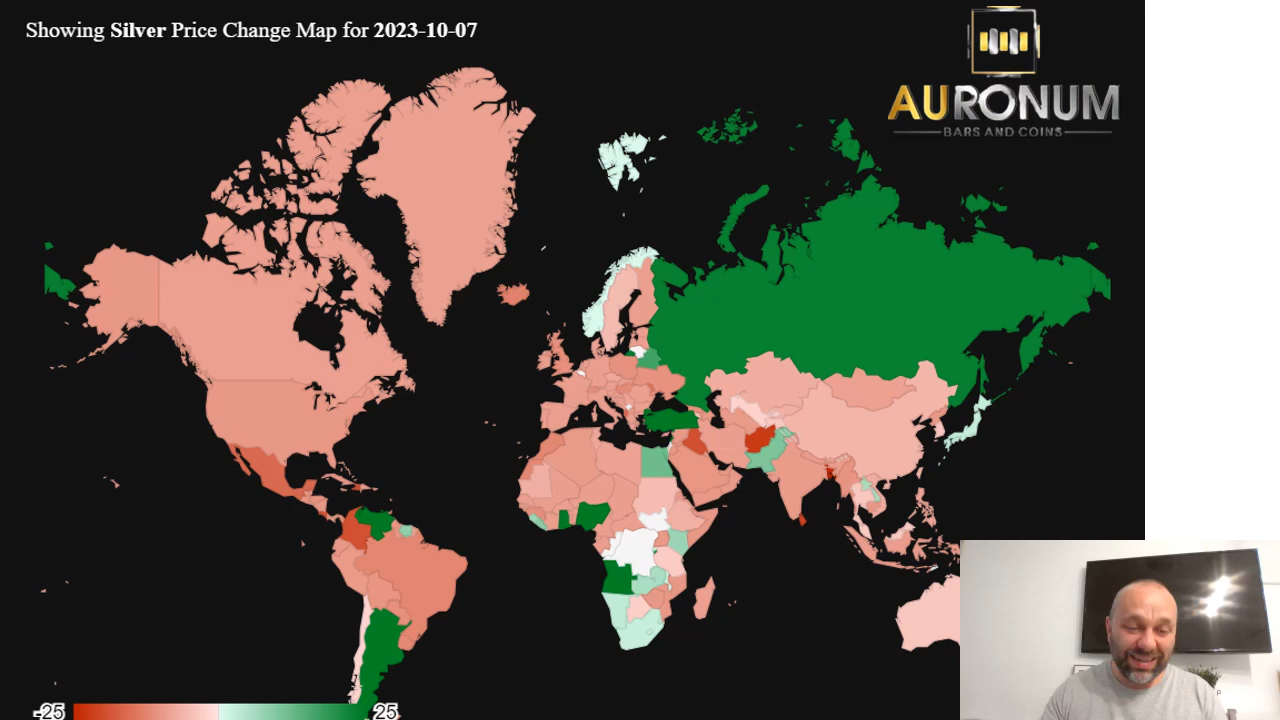 Showing Silver Price Change Map for 2023-10-07
AURONUM
BARS AND COINS
-25
25